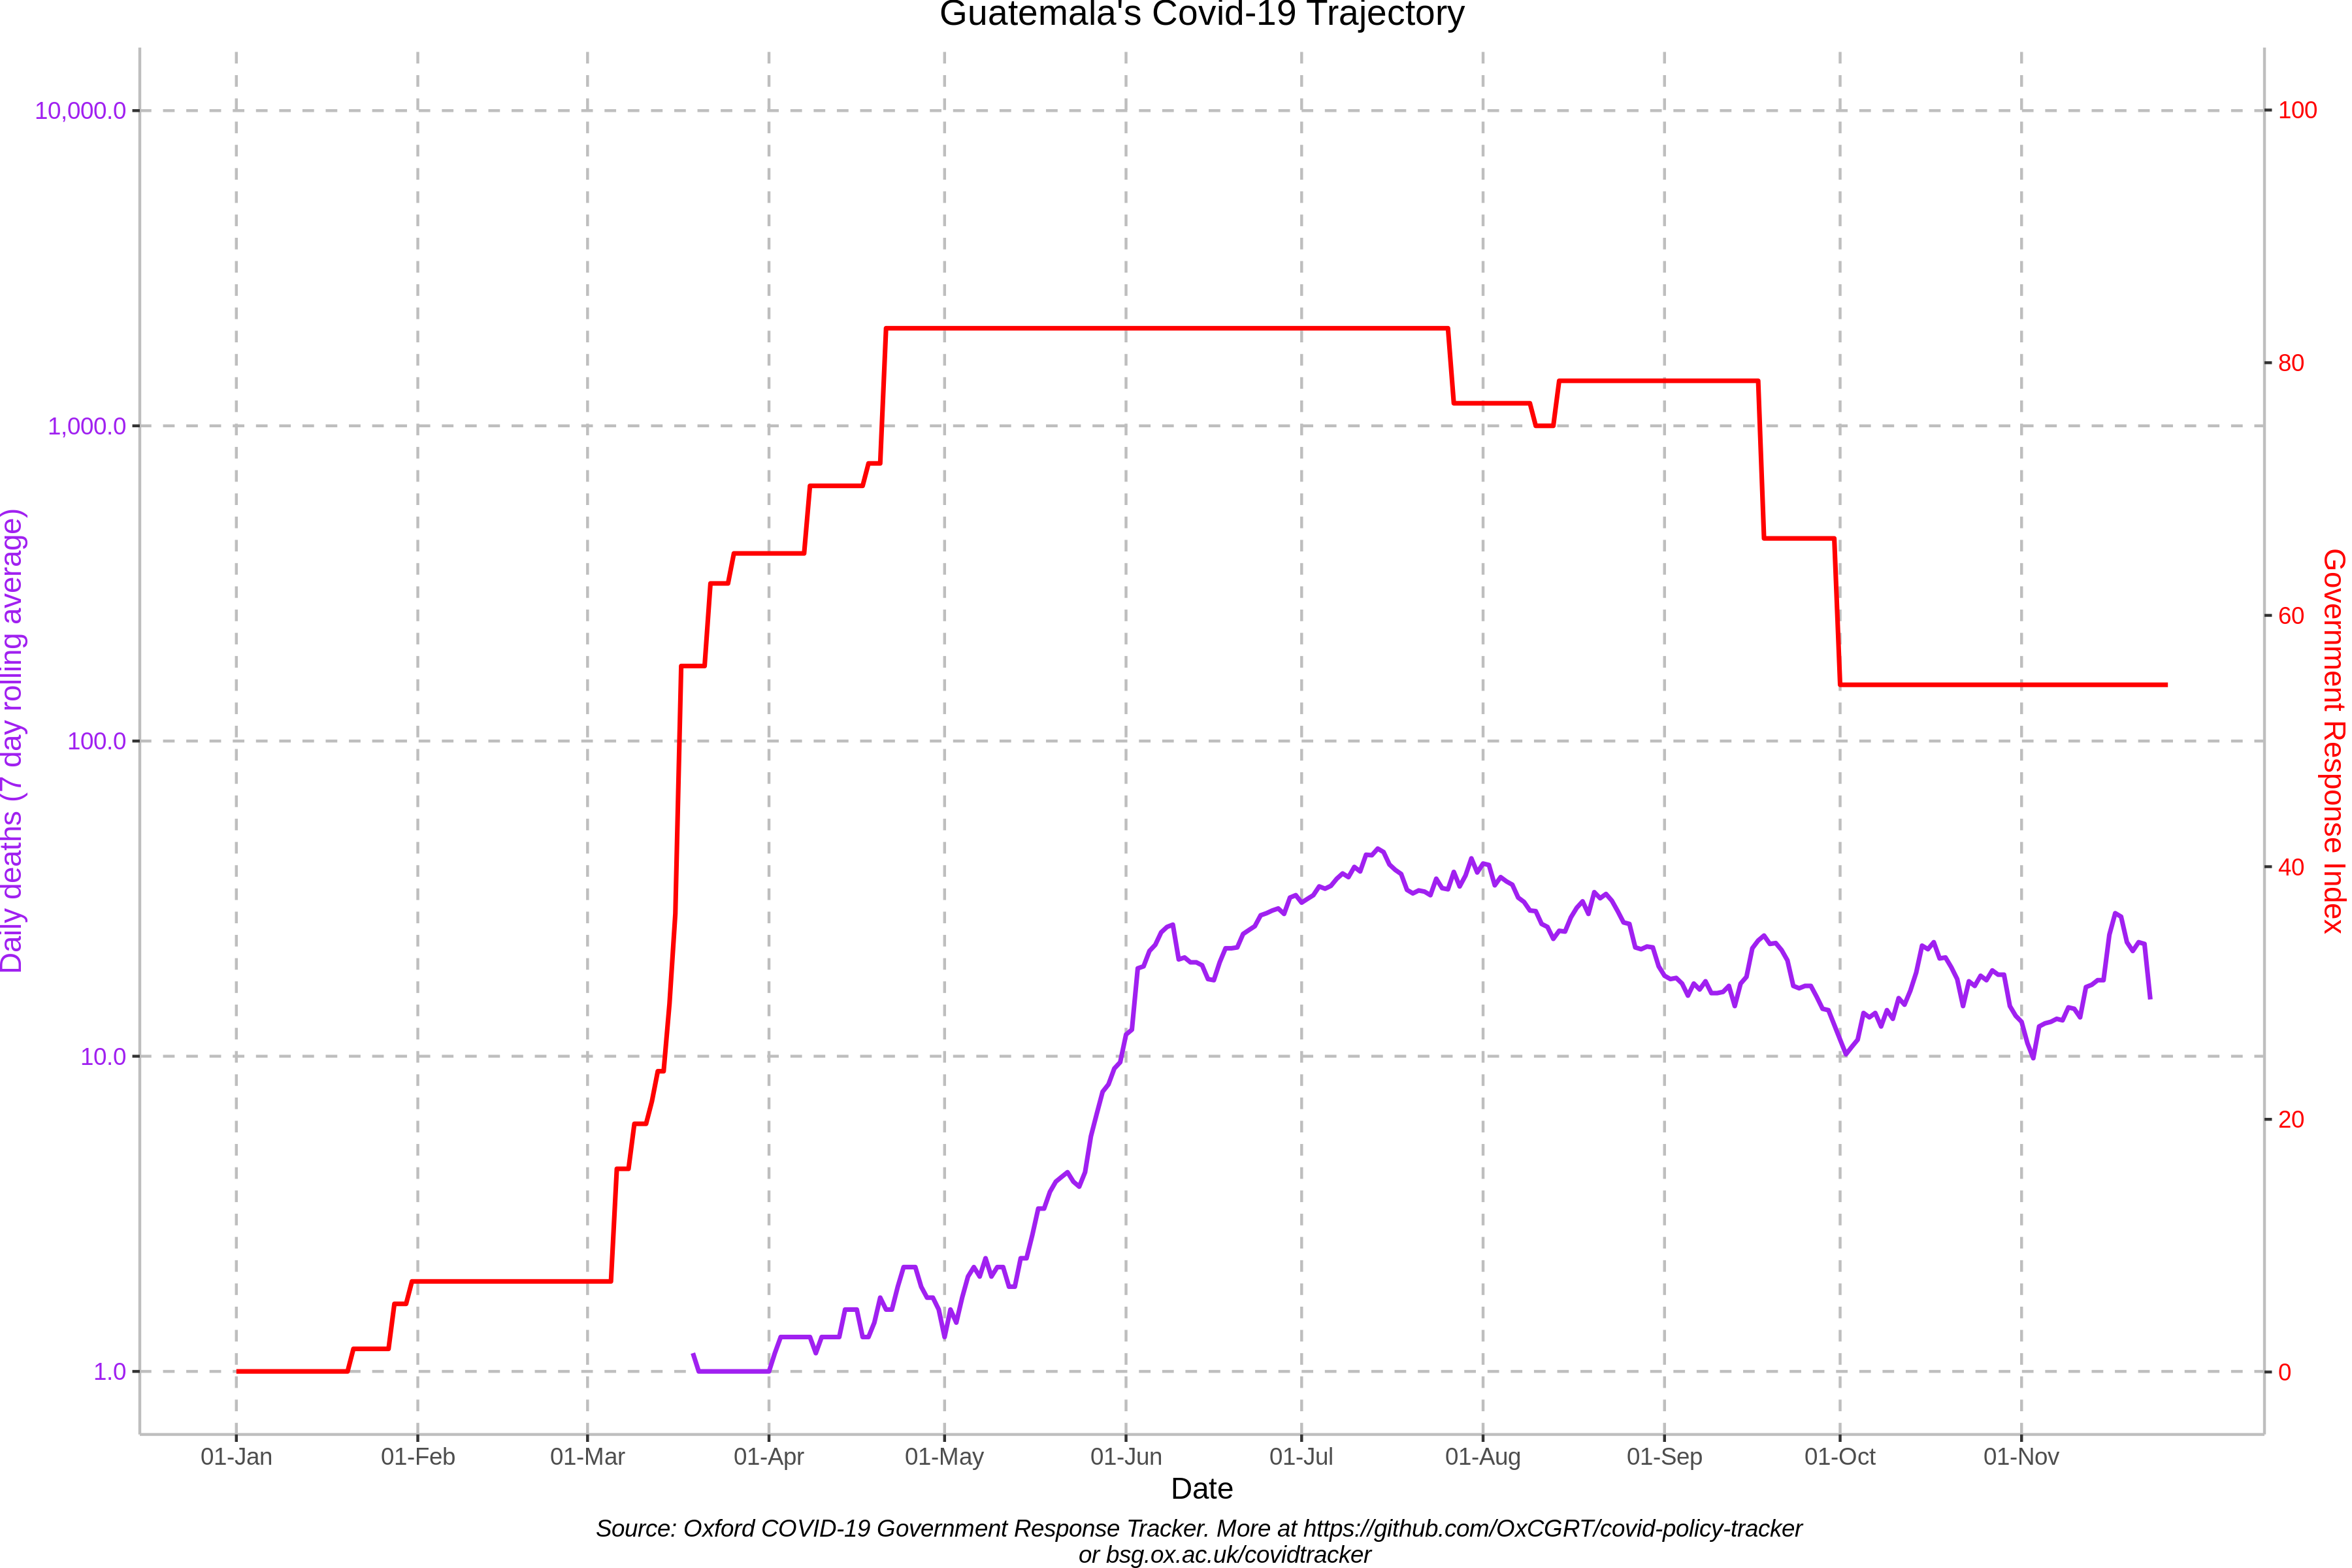 Guatemala's Covid-19 Trajectory
Daily deaths (7 day rolling average)
10,000.0
1,000.0
100.0
10.0
1.0
100
80
60
40
20
0
Government Response Index
01-Jan 01-Feb 01-Mar 01-Apr 01-May 01-Jun 01-Jul 01-Aug 01-Sep 01-Oct 01-Nov
Date
Source: Oxford COVID-19 Government Response Tracker. More at https://github.com/OxCGRT/covid-policy-tracker
or bsg.ox.ac.uk/covidtracker